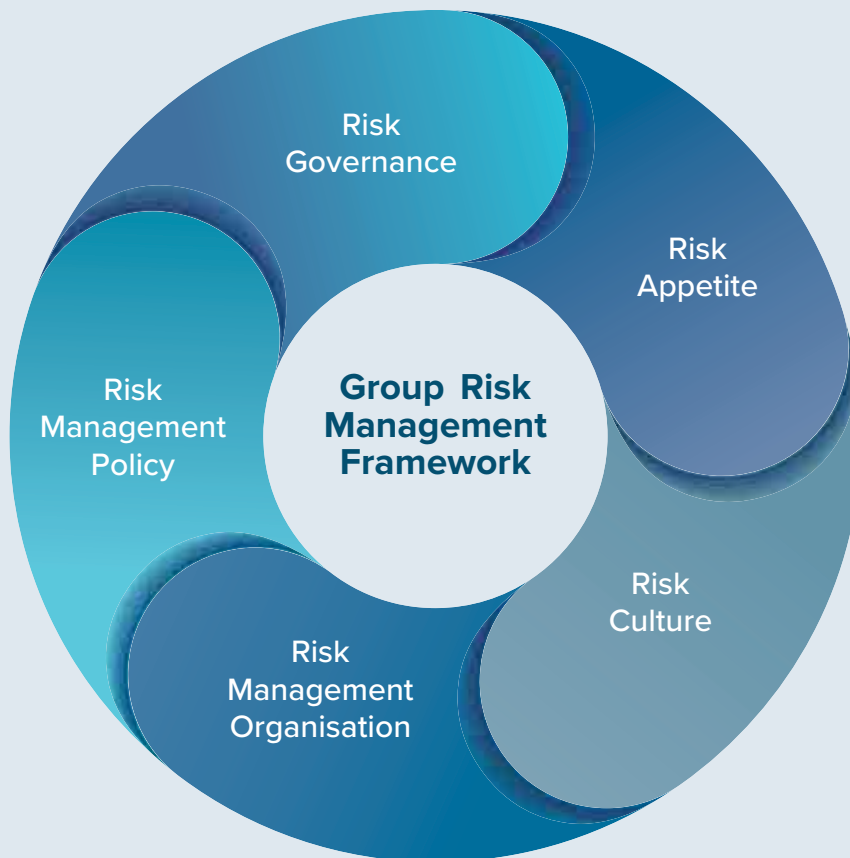 Risk
Governance
Risk
Appetite
Risk
Management
Policy
Group Risk
Management
Framework
Risk
Culture
Risk
Management
Organisation